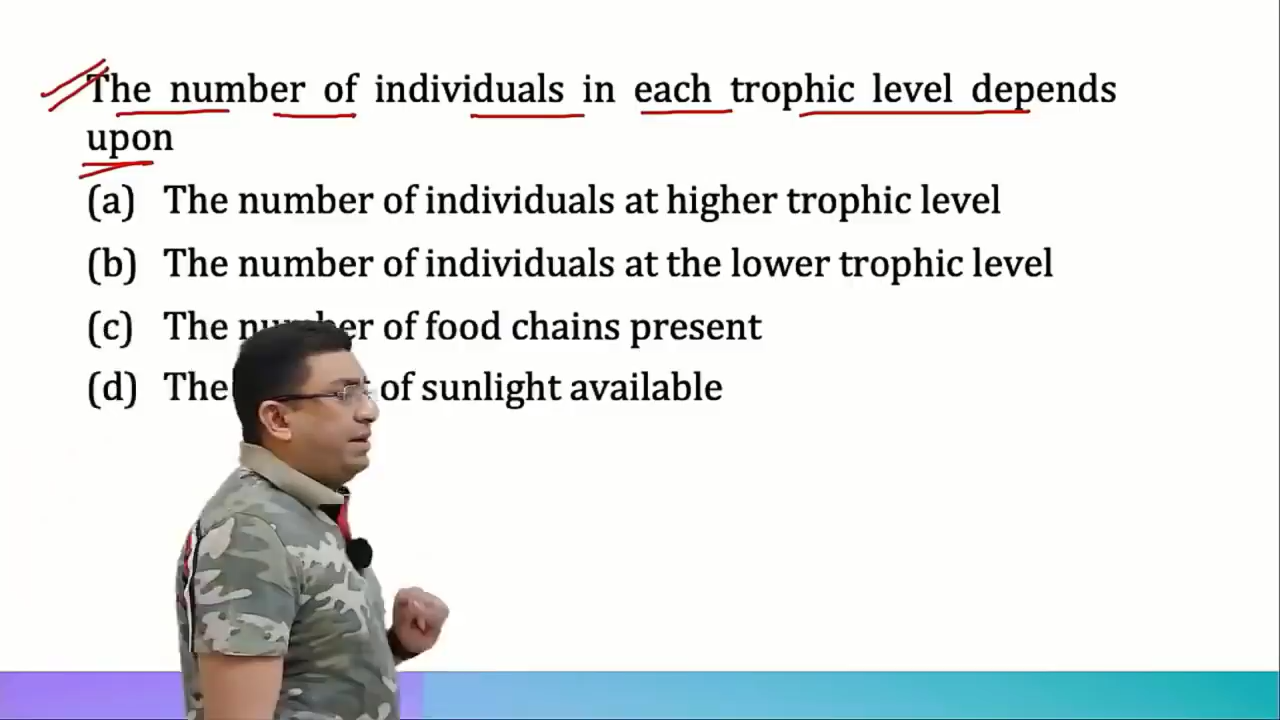 The number of individuals in each trophic level depends
upon
(a) The number of individuals at higher trophic level
(b) The number of individuals at the lower trophic level
(c) The number of food chains present
(d) The of sunlight available